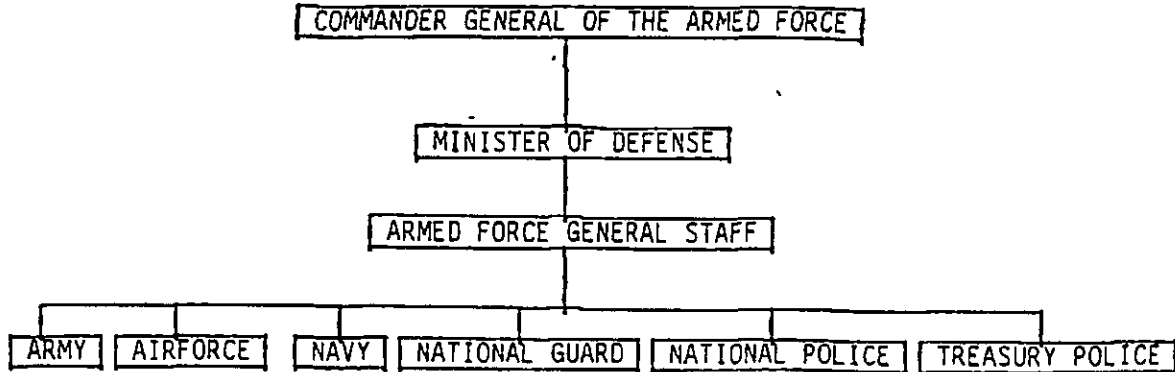 COMMANDER GENERAL OF THE ARMED FORCE
MINISTER OF DEFENSE
ARMED FORCE GENERAL STAFF
ARMY AIRFORCE NAVY NATIONAL GUARD NATIONAL POLICE TREASURY POLICE